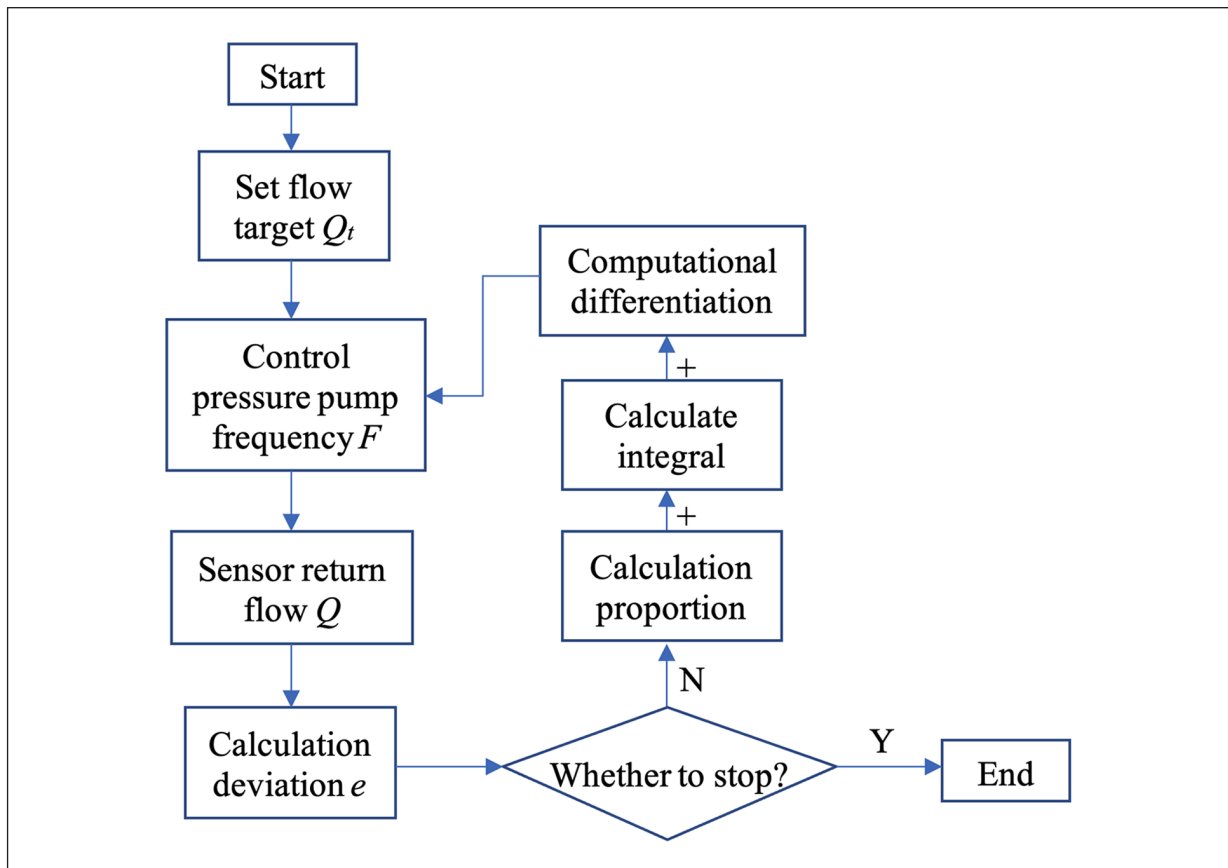 Start
Set flow
target Qt
Control
pressure pump
frequency F
Sensor return
flow Q
Calculation
deviation e
Whether to stop?
N
Calculation
proportion
+
Calculate
integral
+
Computational
differentiation
Y
End